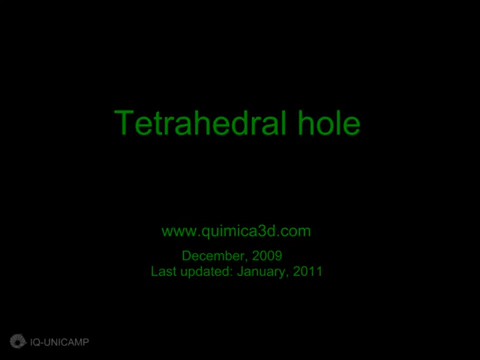 Tetrahedral hole
www.quimica3d.com
December, 2009
Last updated: January, 2011
IQ-UNICAMP